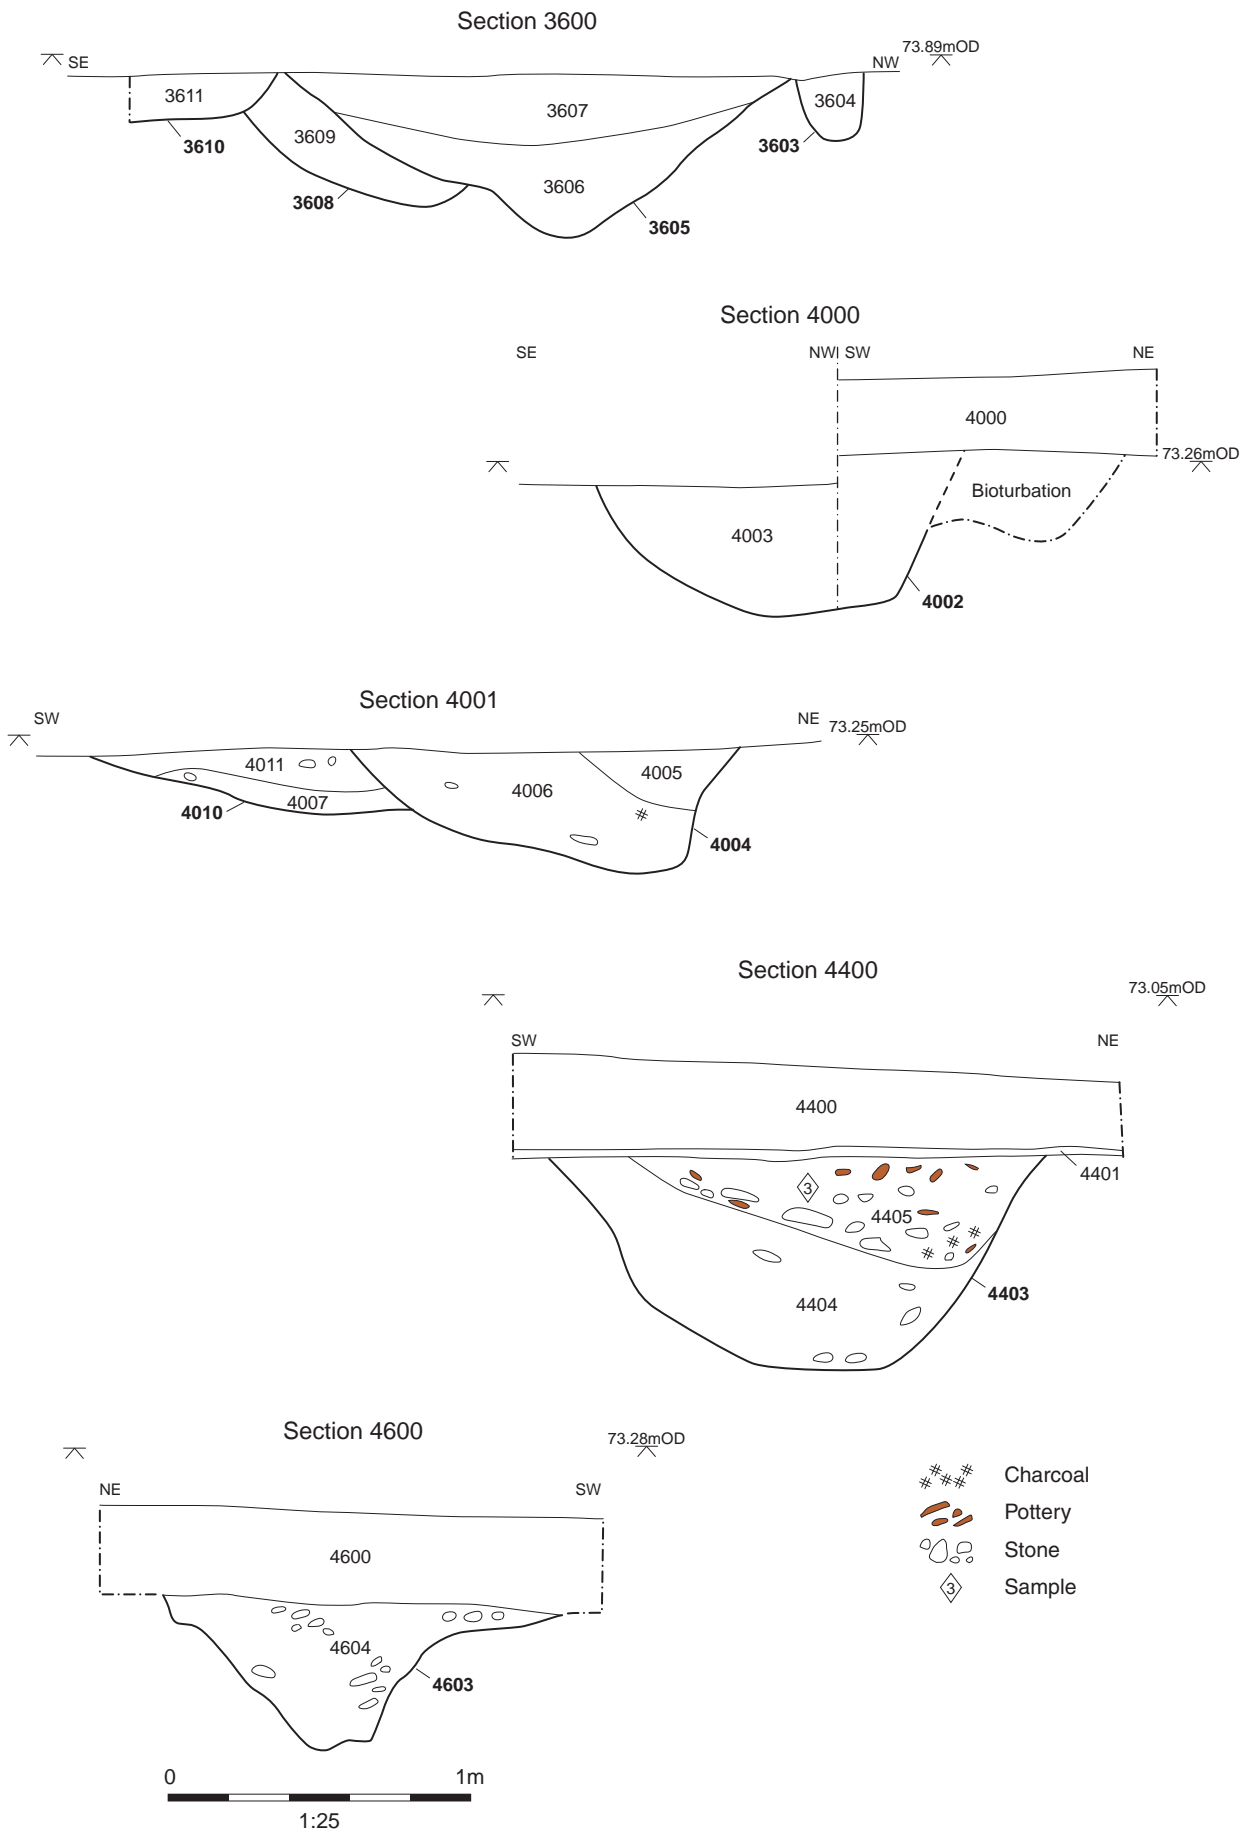 Section 3600
SE
NW
73.89mOD
3611
3607
3604
3610
3609
3603
3606
3608
3605
Section 4000
SE
NW
SW
NE
4000
73.26mOD
Bioturbation
4003
4002
Section 4001
SW
NE
73.25mOD
4011
4005
4006
4007
4010
4004
Section 4400
73.05mOD
SW
NE
4400
4401
3
4405
4403
4404
Section 4600
73.28mOD
NE
SW
4600
4604
4603
Charcoal
Pottery
Stone
3 Sample
0 1m
1:25